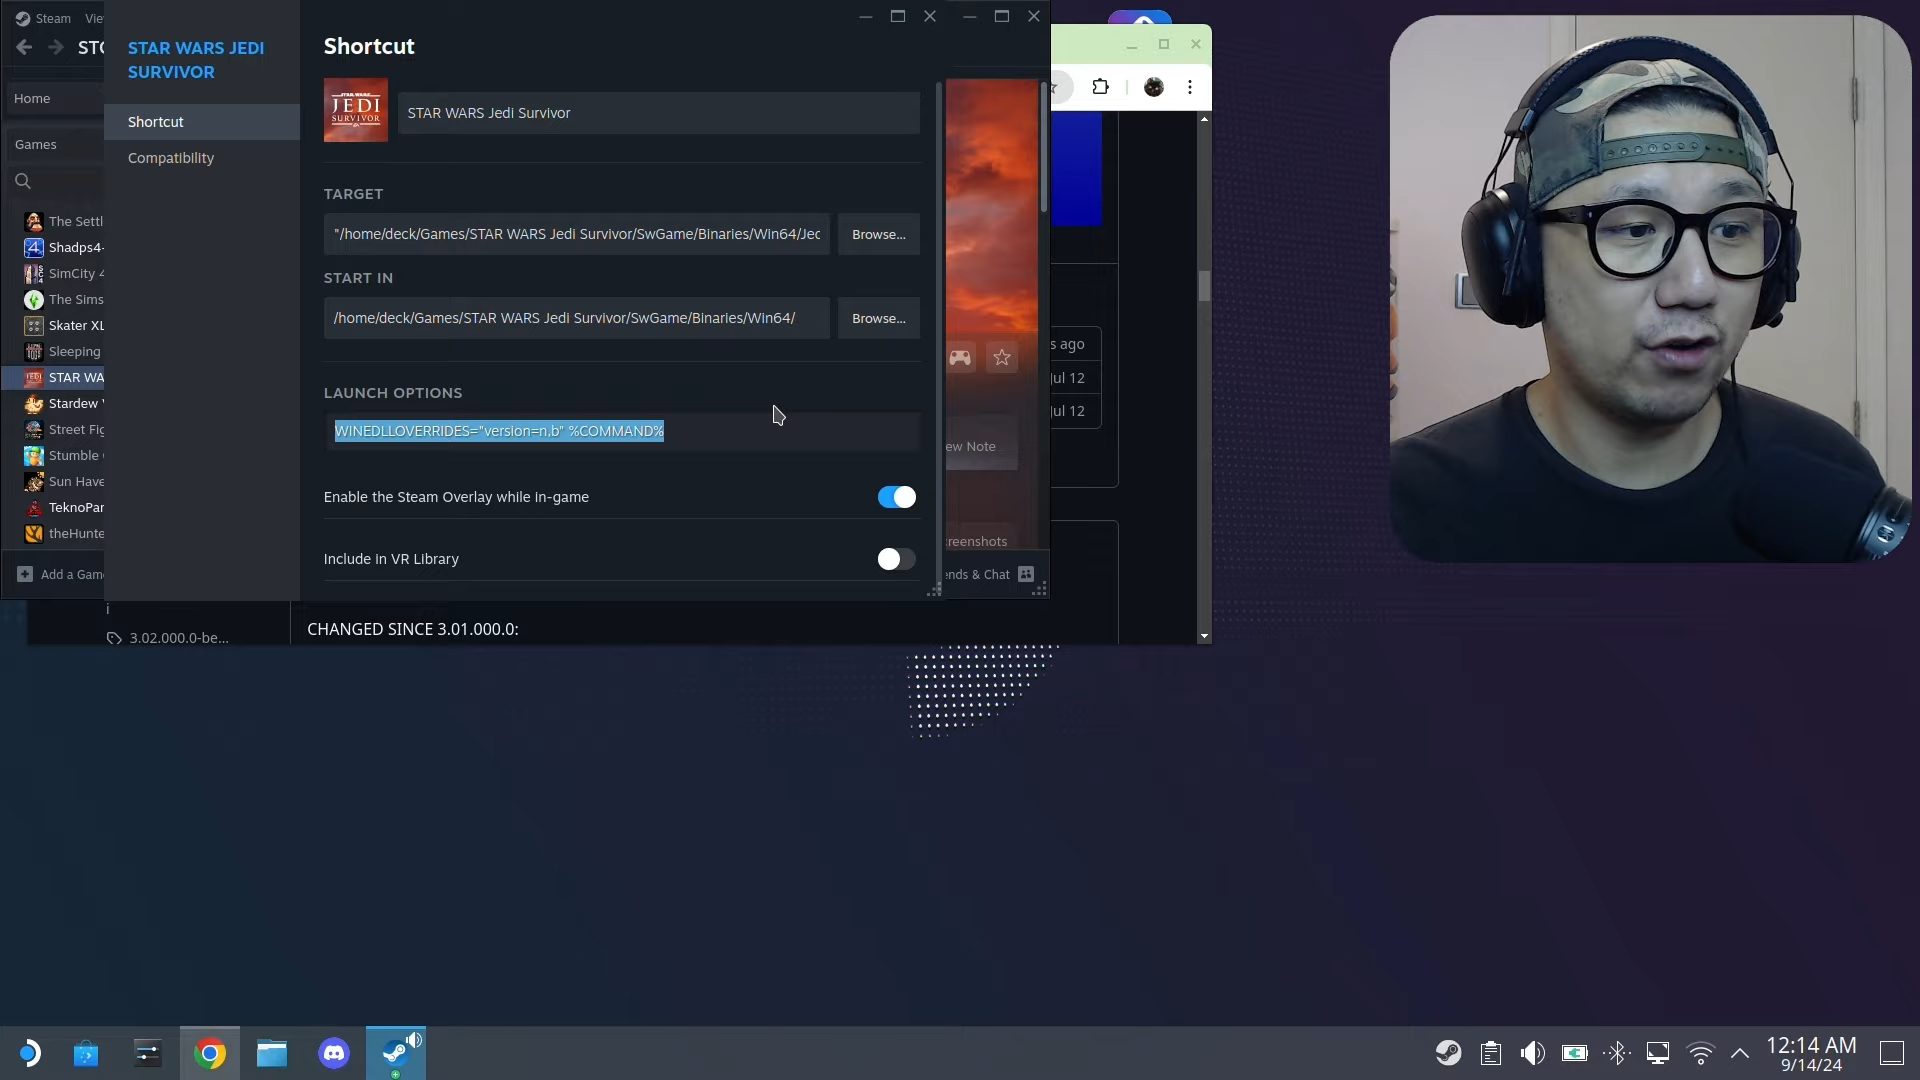 Steam
Vie
STAR WARS JEDI
SURVIVOR
Shortcut
Compatibility
STO
Home
Games
The Settl
Shadps4-
SimCity 4
The Sims
Skater XL
Sleeping
STAR WA
Stardew
Street Fig
Stumble
Sun Have
TeknoPar
theHunte
Add a Gam
Shortcut
JEDI
SURVIVOR
STAR WARS Jedi Survivor
TARGET
"/home/deck/Games/STAR WARS Jedi Survivor/SwGame/Binaries/Win64/Jec
Browse...
START IN
/home/deck/Games/STAR WARS Jedi Survivor/SwGame/Binaries/Win64/
Browse...
LAUNCH OPTIONS
WINEDLLOVERRIDES="version=n,b" %COMMAND%
Enable the Steam Overlay while in-game
Include in VR Library
s ago
Jul 12
Jul 12
ew Note
reenshots
ends & Chat
i
3.02.000.0-be...
CHANGED SINCE 3.01.000.0:
12:14 AM
9/14/24